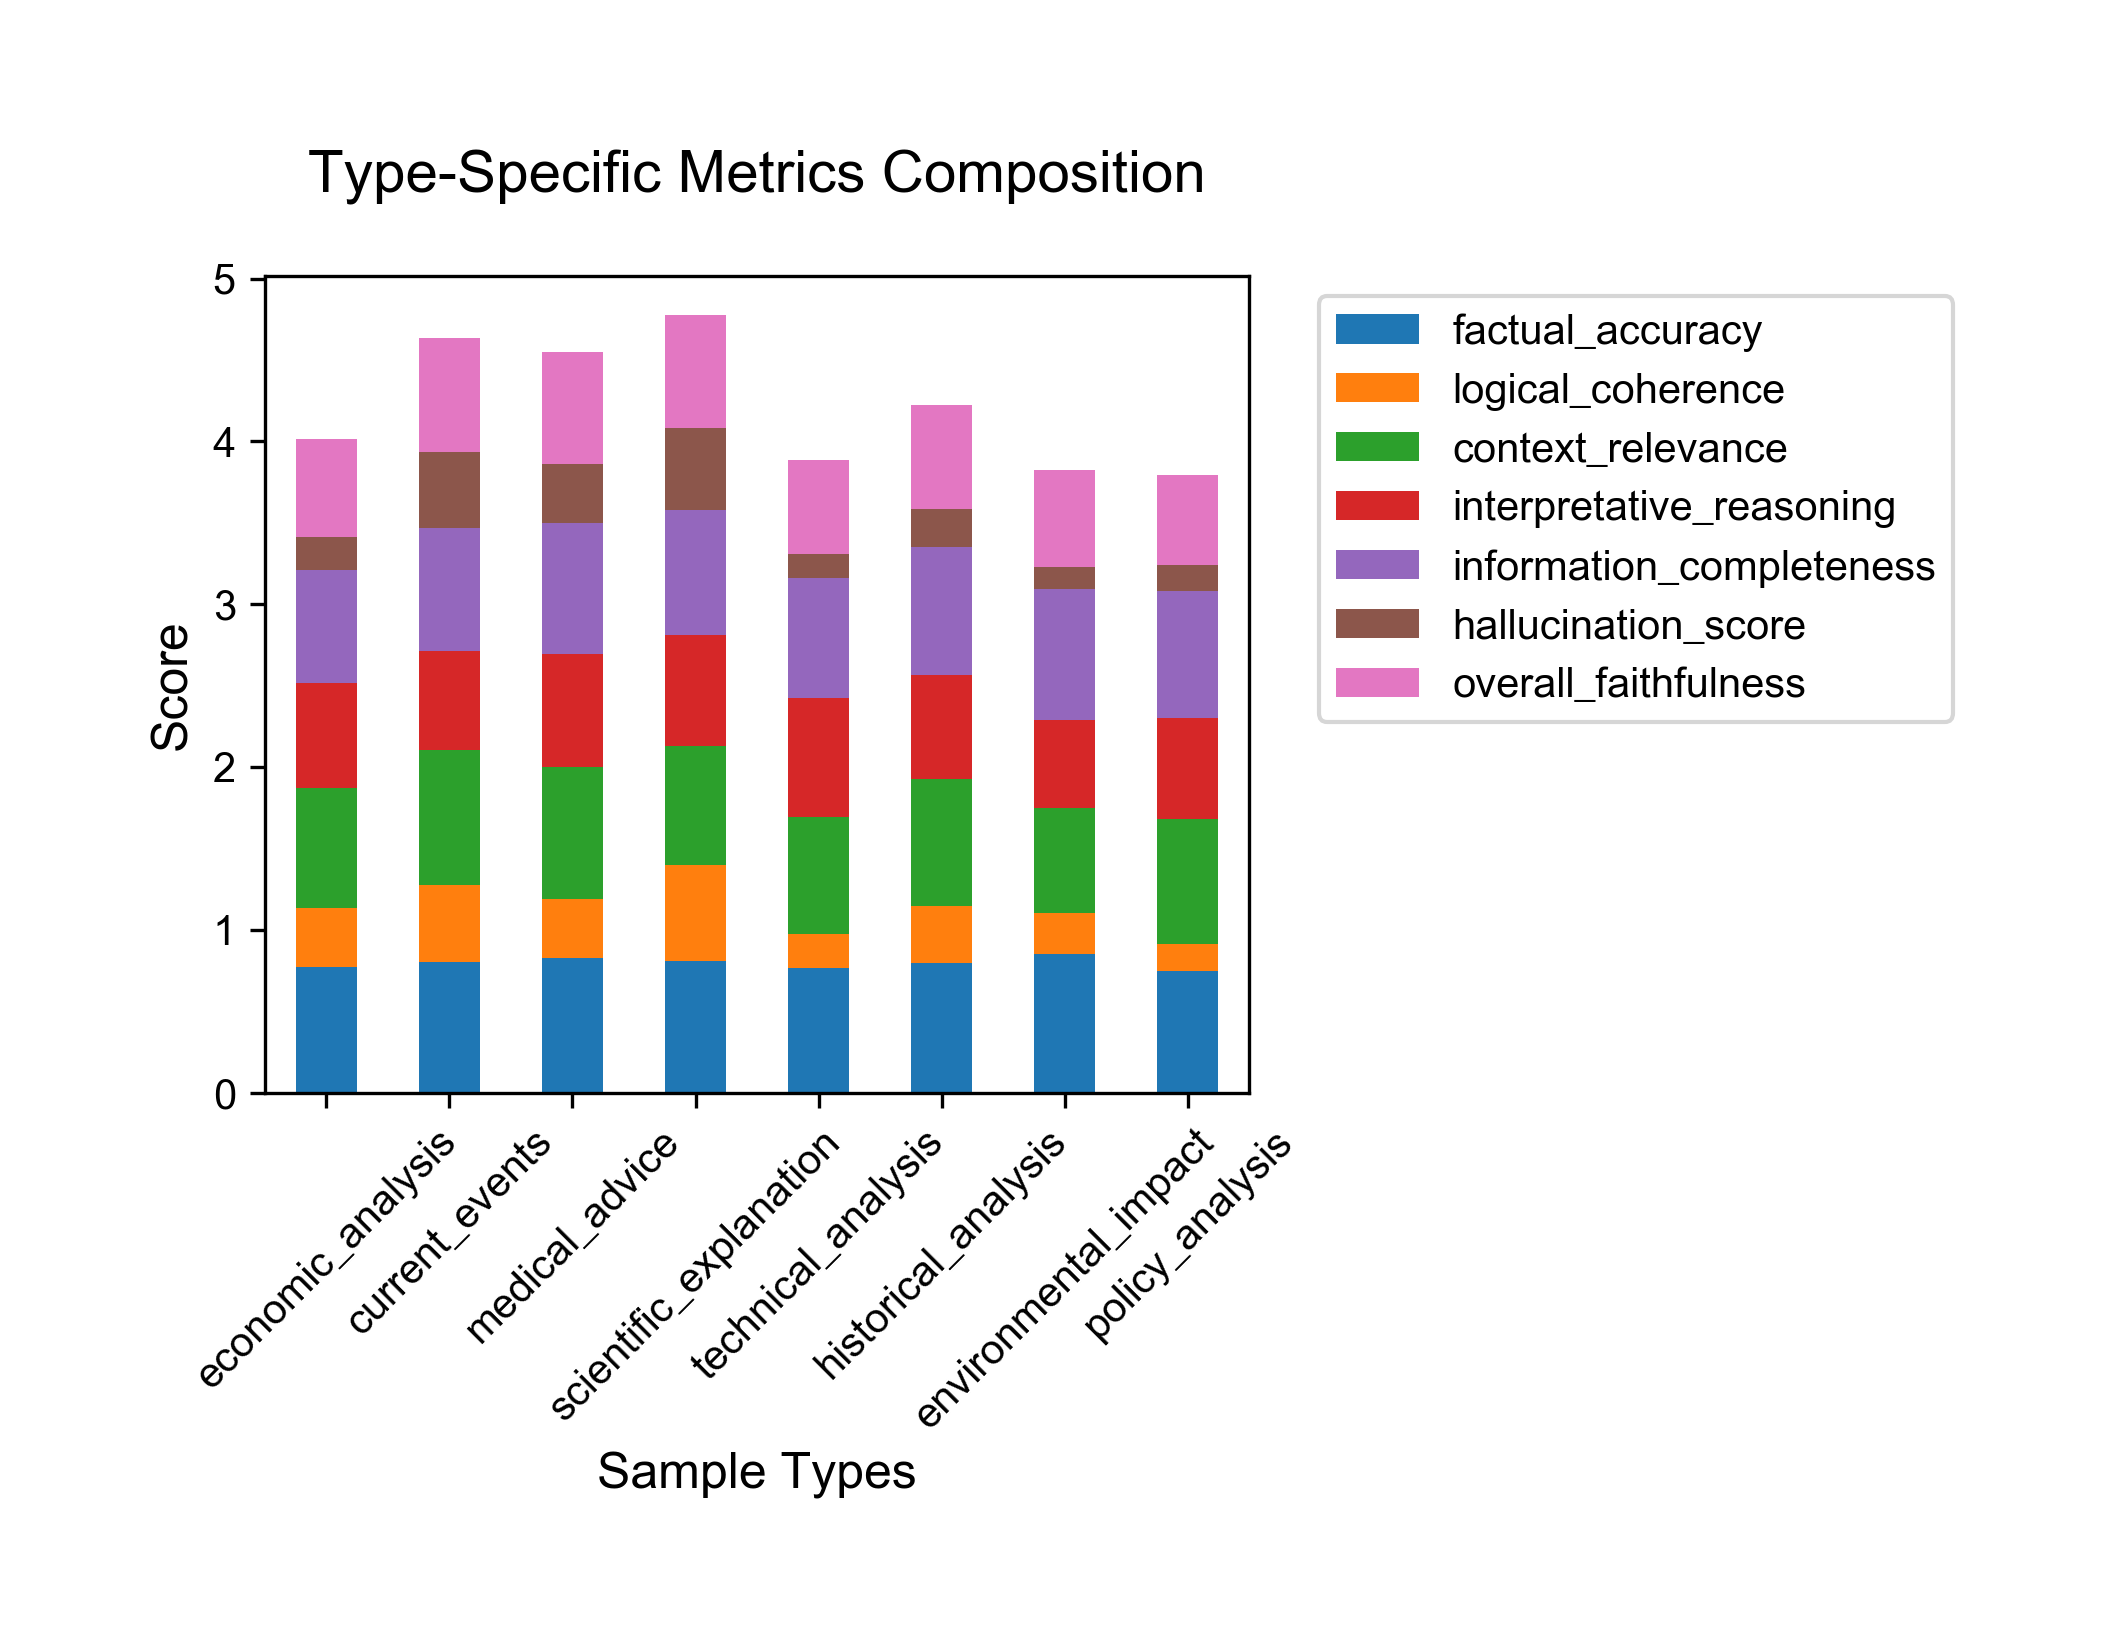 Type-Specific Metrics Composition
5
4
3
2
1
0
Score
economic_analysis
current_events
medical_advice
scientific_explanation
technical_analysis
historical_analysis
environmental_impact
policy_analysis
Sample Types
factual_accuracy
logical_coherence
context_relevance
interpretative_reasoning
information_completeness
hallucination_score
overall_faithfulness